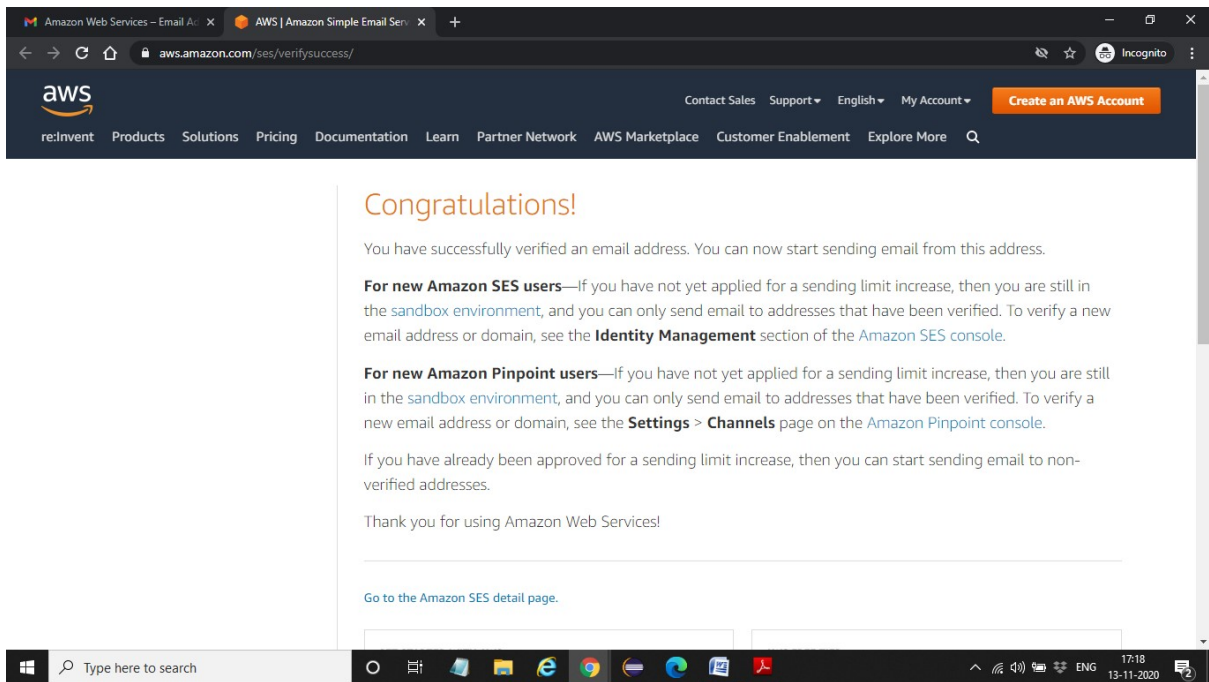 Amazon Web Services – Email Ad
AWS | Amazon Simple Email Serv
aws.amazon.com/ses/verifysuccess/
Incognito
aws
Contact Sales Support English My Account Create an AWS Account
re:Invent Products Solutions Pricing Documentation Learn Partner Network AWS Marketplace Customer Enablement Explore More
Congratulations!
You have successfully verified an email address. You can now start sending email from this address.
For new Amazon SES users—If you have not yet applied for a sending limit increase, then you are still in
the sandbox environment, and you can only send email to addresses that have been verified. To verify a new
email address or domain, see the Identity Management section of the Amazon SES console.
For new Amazon Pinpoint users—If you have not yet applied for a sending limit increase, then you are still
in the sandbox environment, and you can only send email to addresses that have been verified. To verify a
new email address or domain, see the Settings > Channels page on the Amazon Pinpoint console.
If you have already been approved for a sending limit increase, then you can start sending email to non-
verified addresses.
Thank you for using Amazon Web Services!
Go to the Amazon SES detail page.
Type here to search
ENG
17:18
13-11-2020
2